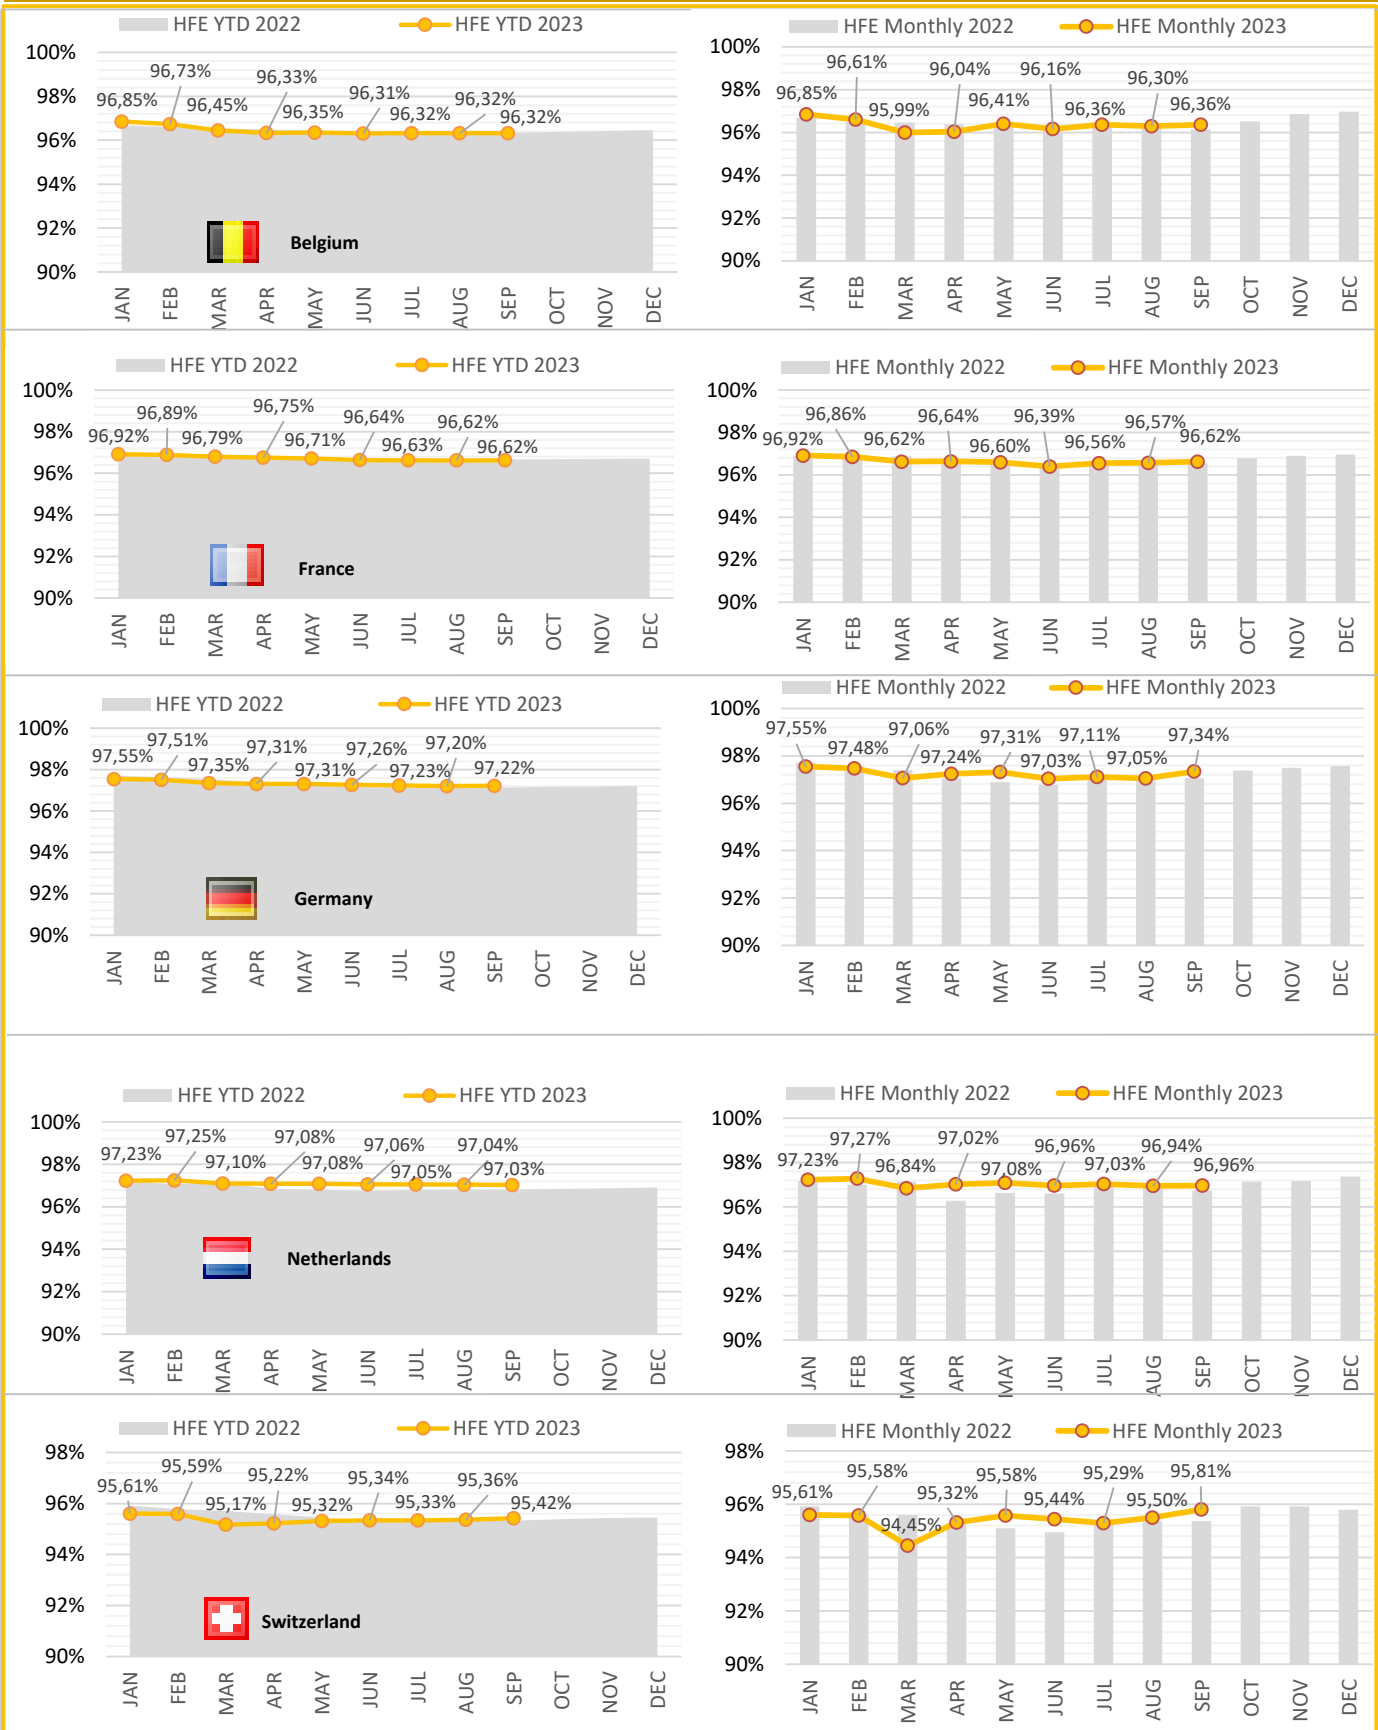 HFE YTD 2022 HFE YTD 2023
100%
98%
96%
94%
92%
90%
96,85% 96,73% 96,45% 96,33% 96,35% 96,31% 96,32% 96,32% 96,32%
Belgium
JAN FEB MAR APR MAY JUN JUL AUG SEP OCT NOV DEC
HFE Monthly 2022 HFE Monthly 2023
100%
98%
96%
94%
92%
90%
96,85% 96,61% 95,99% 96,04% 96,41% 96,16% 96,36% 96,30% 96,36%
JAN FEB MAR APR MAY JUN JUL AUG SEP OCT NOV DEC
HFE YTD 2022 HFE YTD 2023
100%
98%
96%
94%
92%
90%
96,92% 96,89% 96,79% 96,75% 96,71% 96,64% 96,63% 96,62% 96,62%
France
JAN FEB MAR APR MAY JUN JUL AUG SEP OCT NOV DEC
HFE Monthly 2022 HFE Monthly 2023
100%
98%
96%
94%
92%
90%
96,92% 96,86% 96,62% 96,64% 96,60% 96,39% 96,56% 96,57% 96,62%
JAN FEB MAR APR MAY JUN JUL AUG SEP OCT NOV DEC
HFE YTD 2022 HFE YTD 2023
100%
98%
96%
94%
92%
90%
97,55% 97,51% 97,35% 97,31% 97,31% 97,26% 97,23% 97,20% 97,22%
Germany
JAN FEB MAR APR MAY JUN JUL AUG SEP OCT NOV DEC
HFE Monthly 2022 HFE Monthly 2023
100%
98%
96%
94%
92%
90%
97,55% 97,48% 97,06% 97,24% 97,31% 97,03% 97,11% 97,05% 97,34%
JAN FEB MAR APR MAY JUN JUL AUG SEP OCT NOV DEC
HFE YTD 2022 HFE YTD 2023
100%
98%
96%
94%
92%
90%
97,23% 97,25% 97,10% 97,08% 97,08% 97,06% 97,05% 97,04% 97,03%
Netherlands
JAN FEB MAR APR MAY JUN JUL AUG SEP OCT NOV DEC
HFE Monthly 2022 HFE Monthly 2023
100%
98%
96%
94%
92%
90%
97,23% 97,27% 96,84% 97,02% 97,08% 96,96% 97,03% 96,94% 96,96%
JAN FEB MAR APR MAY JUN JUL AUG SEP OCT NOV DEC
HFE YTD 2022 HFE YTD 2023
98%
96%
94%
92%
90%
95,61% 95,59% 95,17% 95,22% 95,32% 95,34% 95,33% 95,36% 95,42%
Switzerland
JAN FEB MAR APR MAY JUN JUL AUG SEP OCT NOV DEC
HFE Monthly 2022 HFE Monthly 2023
98%
96%
94%
92%
90%
95,61% 95,58% 94,45% 95,32% 95,58% 95,44% 95,29% 95,50% 95,81%
JAN FEB MAR APR MAY JUN JUL AUG SEP OCT NOV DEC